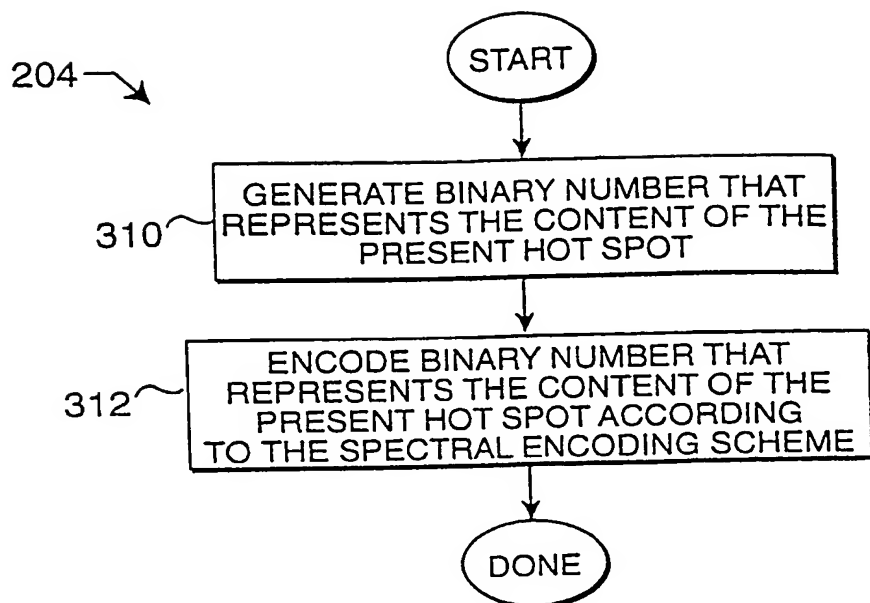 204
START
GENERATE BINARY NUMBER THAT
REPRESENTS THE CONTENT OF THE
PRESENT HOT SPOT
310
ENCODE BINARY NUMBER THAT
REPRESENTS THE CONTENT OF THE
PRESENT HOT SPOT ACCORDING
TO THE SPECTRAL ENCODING SCHEME
312
DONE